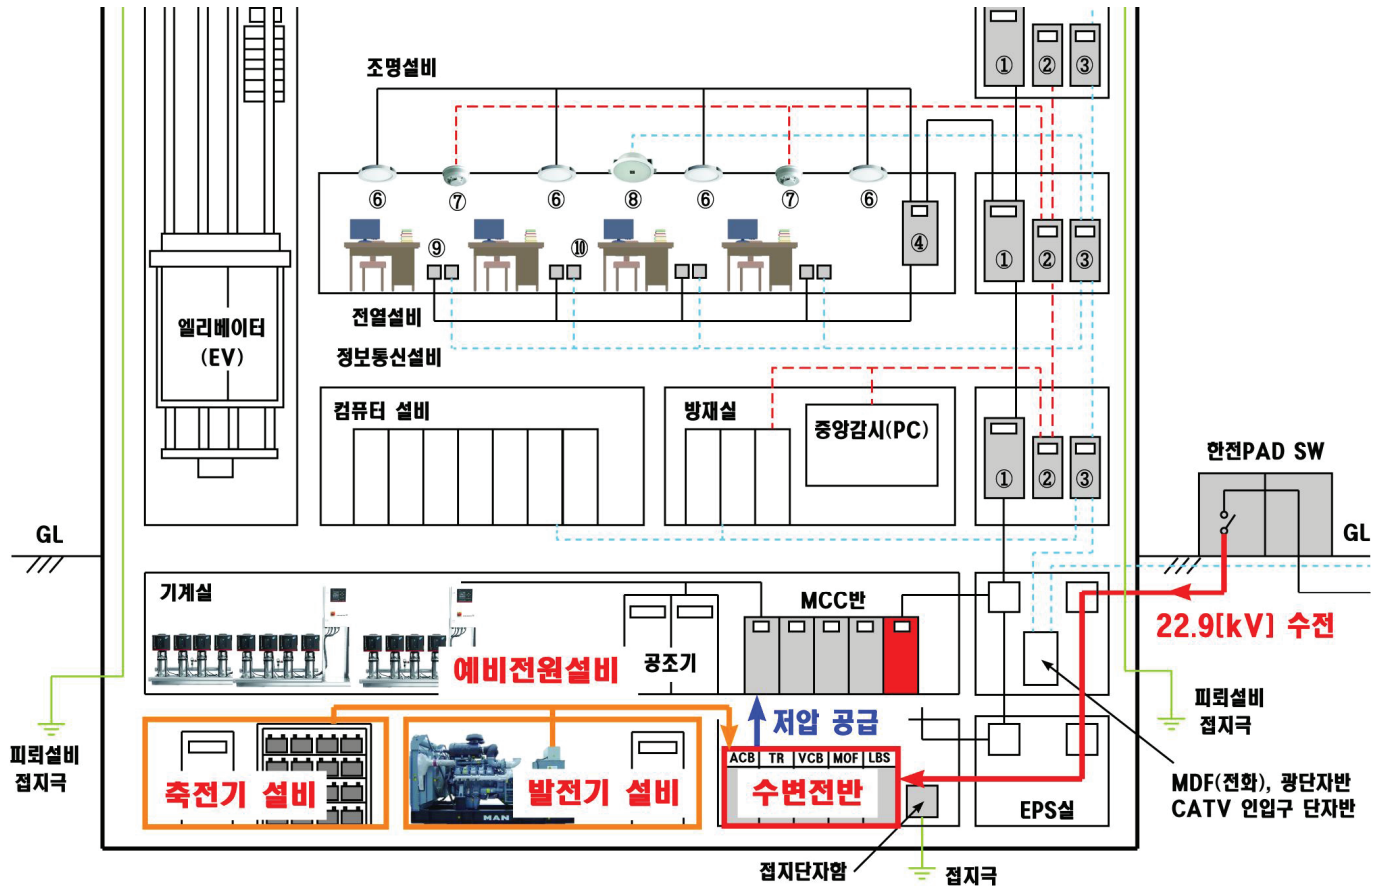 ① ② ③
조명설비
⑥ ⑦ ⑥ ⑧ ⑥ ⑦ ⑥
④
① ② ③
⑨ ⑩
전열설비
정보통신설비
엘리베이터
(EV)
컴퓨터 설비
방재실
중앙감시(PC)
① ② ③
한전PAD SW
GL
GL
기계실
MCC반
22.9[kV] 수전
예비전원설비
공조기
저압 공급
피뢰설비
접지극
피뢰설비
접지극
ACB TR VCB MOF LBS
축전기 설비
발전기 설비
MAN
수변전반
EPS실
MDF(전화), 광단자반
CATV 인입구 단자반
접지단자함
접지극